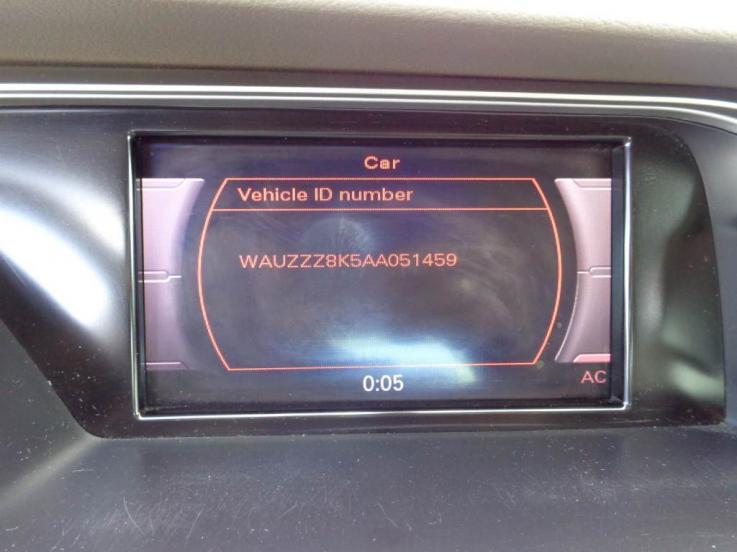 Car
Vehicle ID number
WAUZZZ8K5AA051459
0:05
AC